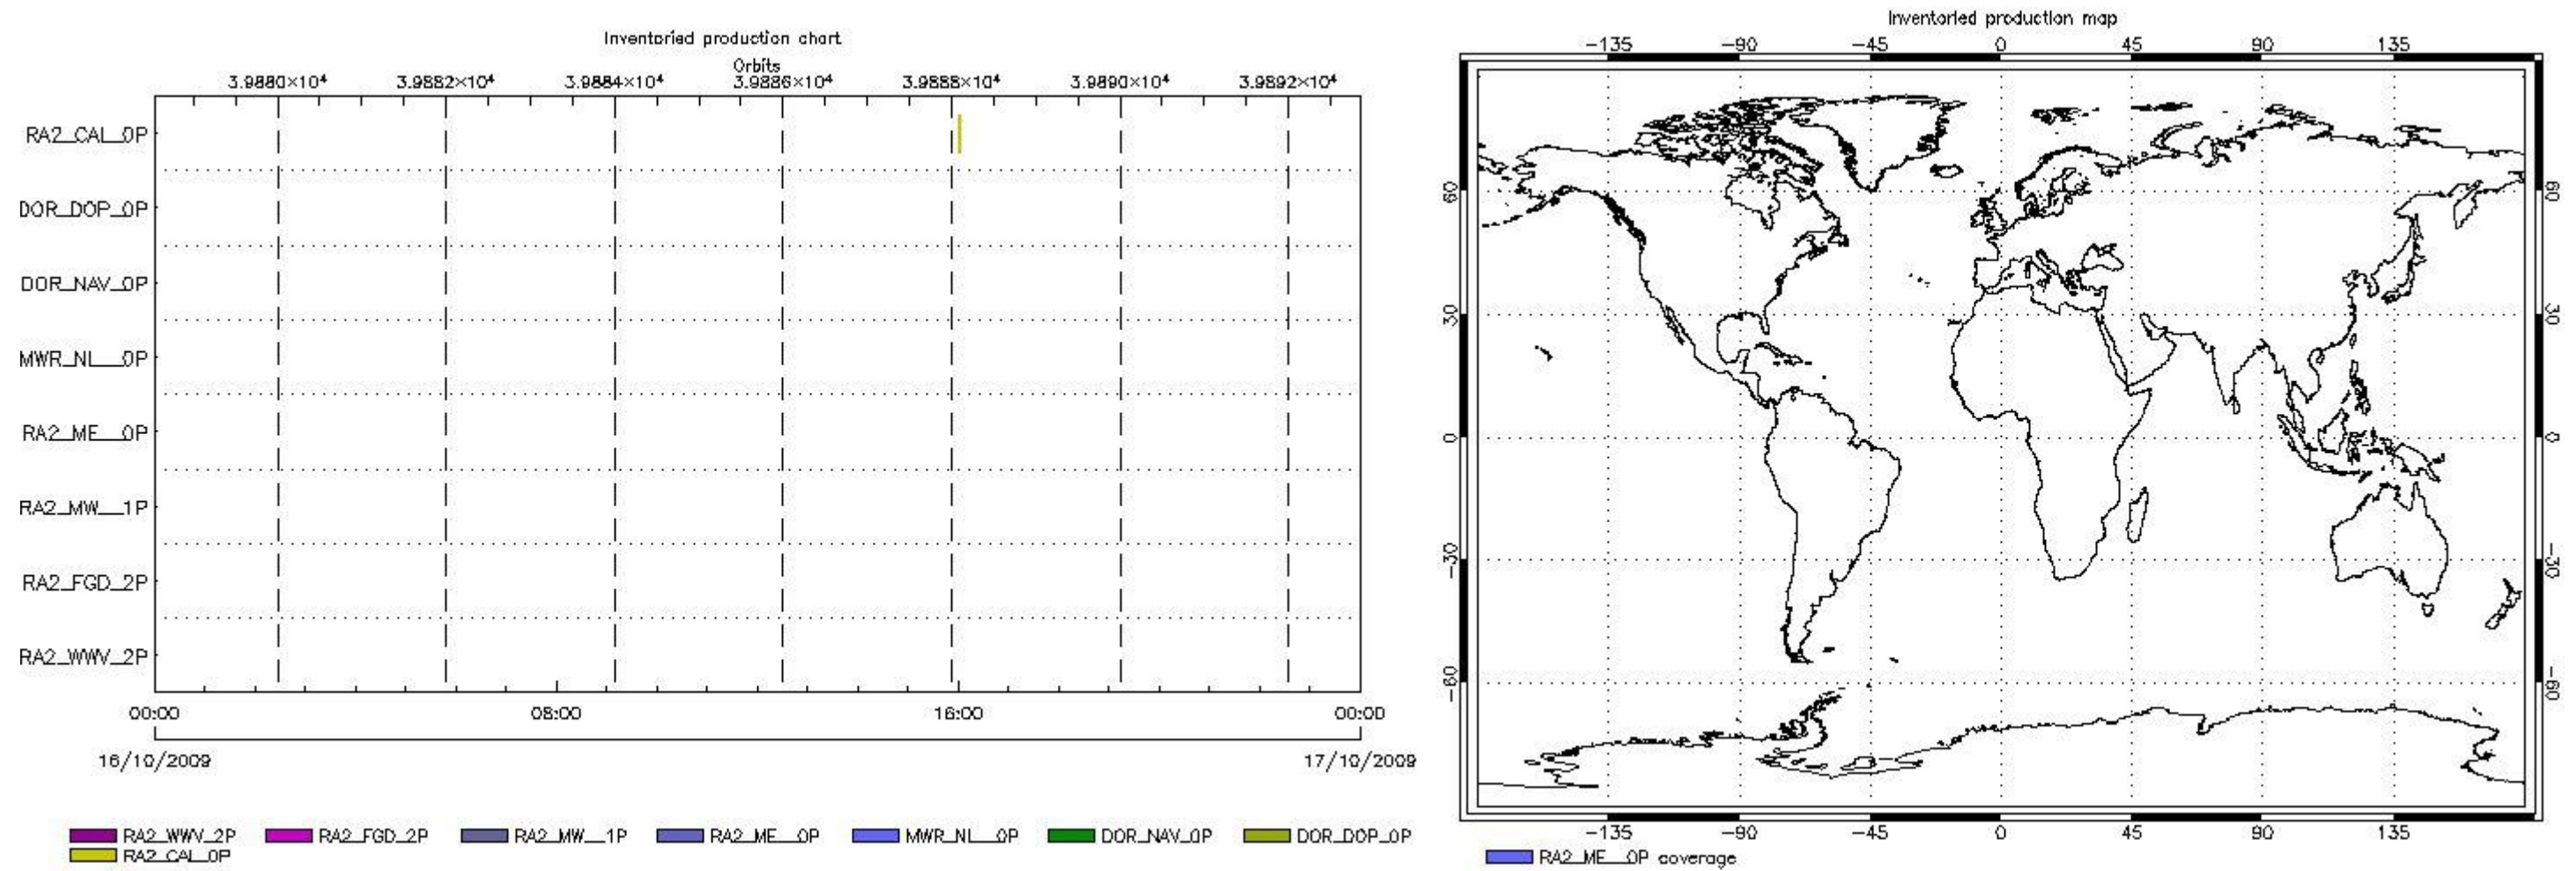 Inventoried production chart
Orbits
3.9880×10⁴ 3.9882×10⁴ 3.9884×10⁴ 3.9886×10⁴ 3.9888×10⁴ 3.9890×10⁴ 3.9892×10⁴
RA2_CAL_0P
DOR_DOP_0P
DOR_NAV_0P
MWR_NL__0P
RA2_ME__0P
RA2_MW__1P
RA2_FGD_2P
RA2_WWV_2P
00:00 08:00 16:00 00:00
16/10/2009 17/10/2009
RA2_WWV_2P RA2_FGD_2P RA2_MW__1P RA2_ME__0P MWR_NL__0P DOR_NAV_0P DOR_DOP_0P
RA2_CAL_0P
Inventoried production map
-135 -90 -45 0 45 90 135
60 60
30 30
0 0
-30 -30
-60 -60
-135 -90 -45 0 45 90 135
RA2_ME__0P coverage